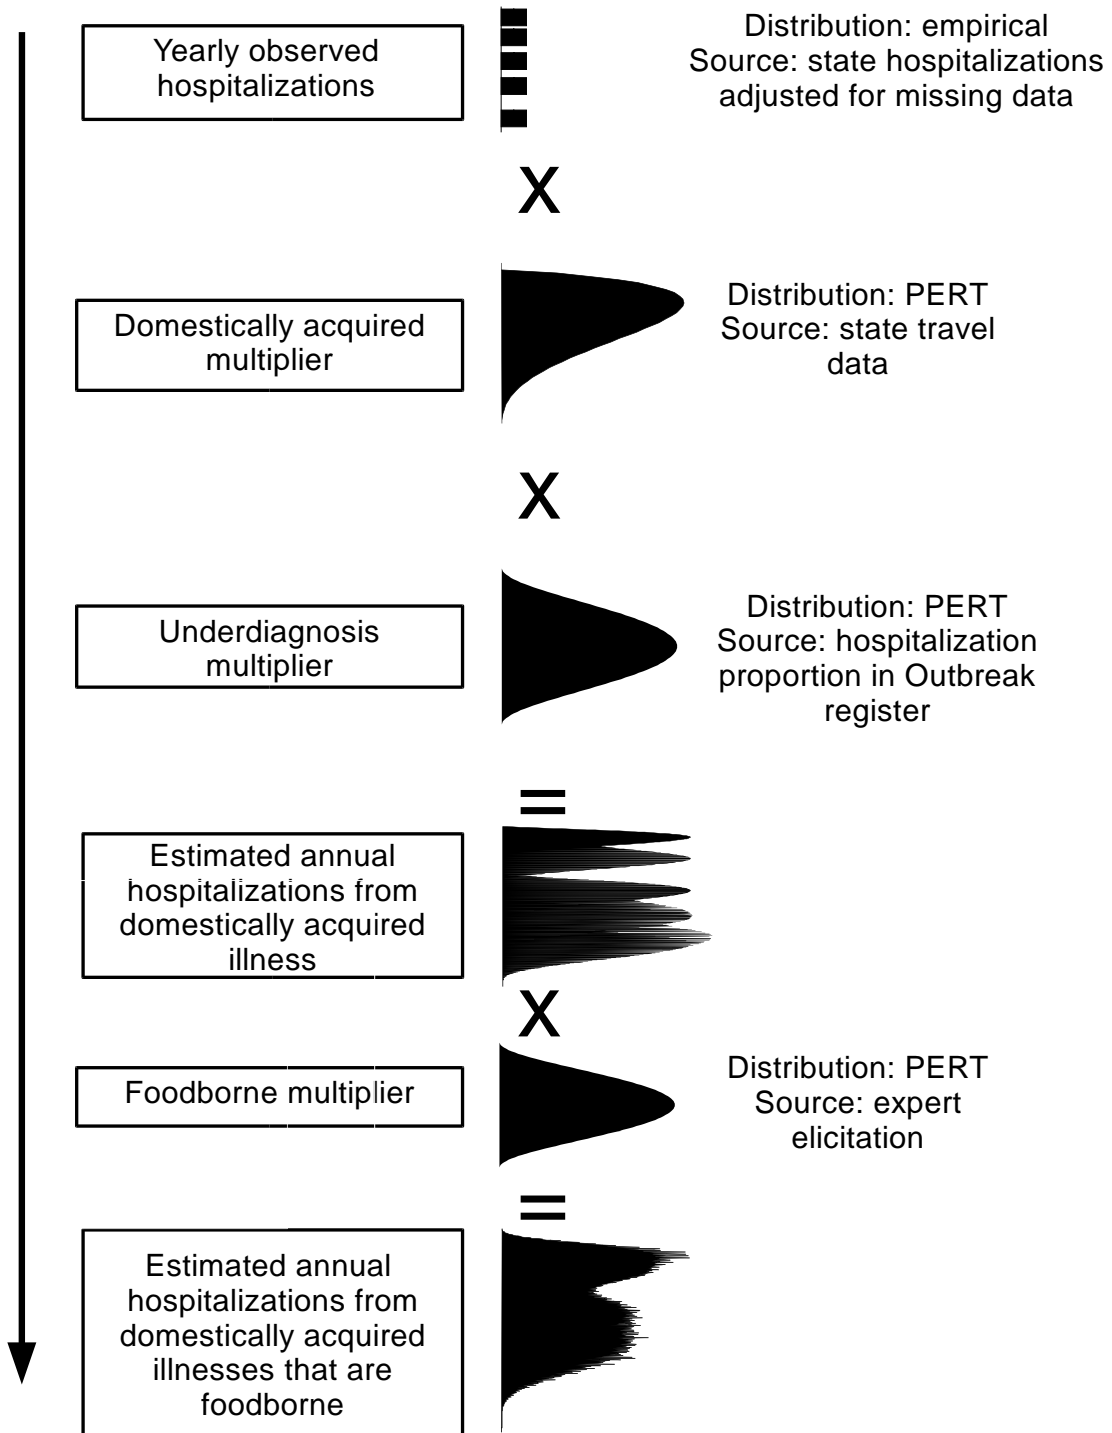 Yearly observed
hospitalizations
Distribution: empirical
Source: state hospitalizations
adjusted for missing data
X
Domestically acquired
multiplier
Distribution: PERT
Source: state travel
data
X
Underdiagnosis
multiplier
Distribution: PERT
Source: hospitalization
proportion in Outbreak
register
=
Estimated annual
hospitalizations from
domestically acquired
illness
X
Foodborne multiplier
Distribution: PERT
Source: expert
elicitation
=
Estimated annual
hospitalizations from
domestically acquired
illnesses that are
foodborne